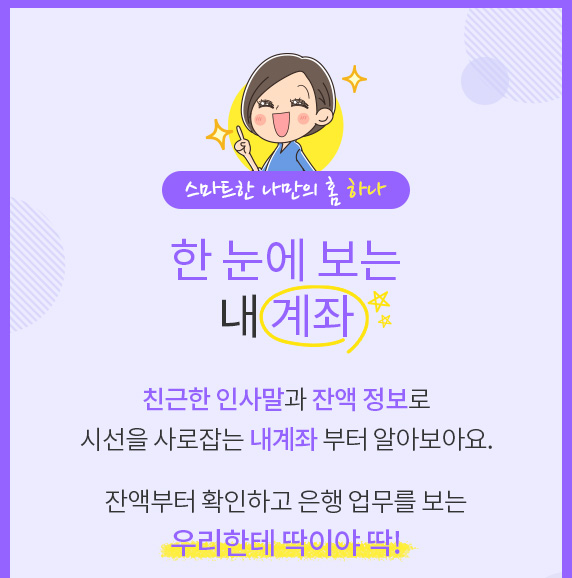 스마트한 나만의 홈 하나
한 눈에 보는
내 계좌
친근한 인사말과 잔액 정보로
시선을 사로잡는 내계좌 부터 알아보아요.
잔액부터 확인하고 은행 업무를 보는
우리한테 딱이야 딱!